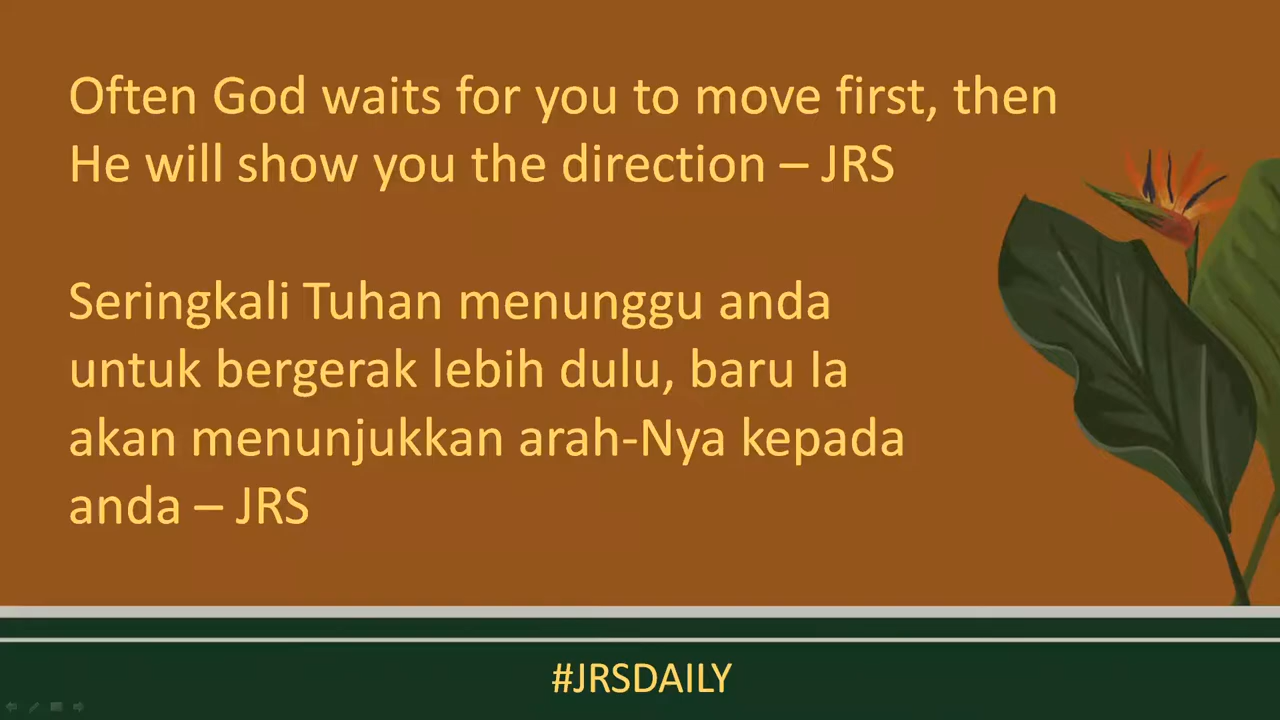 Often God waits for you to move first, then
He will show you the direction – JRS
Seringkali Tuhan menunggu anda
untuk bergerak lebih dulu, baru Ia
akan menunjukkan arah-Nya kepada
anda – JRS
#JRSDAILY